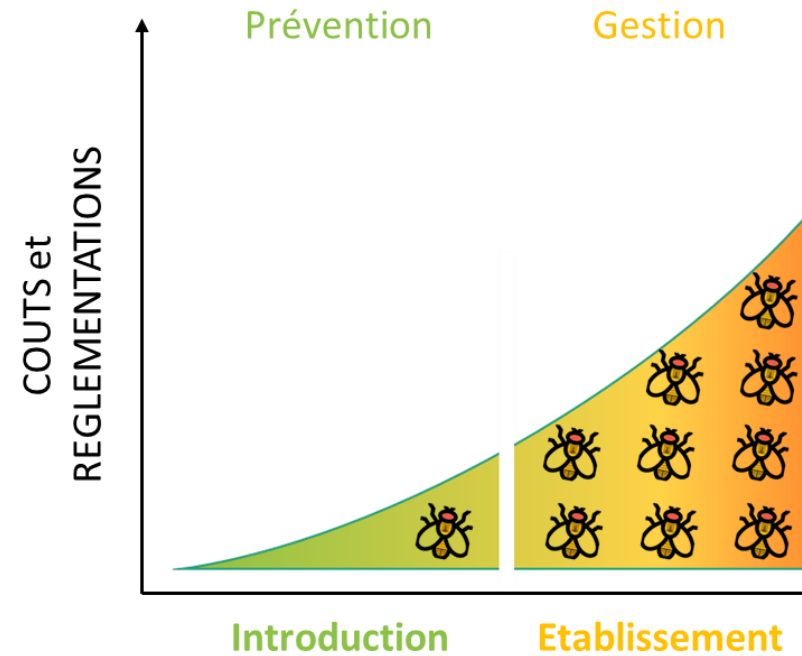 Prévention
Gestion
COUTS et
REGLEMENTATIONS
Introduction
Etablissement